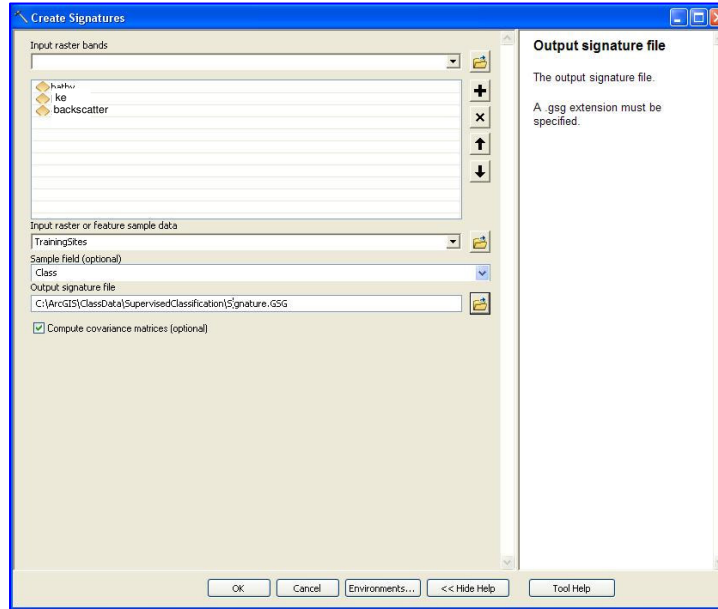 Create Signatures
Input raster bands
bathy
ke
backscatter
Input raster or feature sample data
TrainingSites
Sample field (optional)
Class
Output signature file
C:\ArcGIS\ClassData\SupervisedClassification\Signature.GSG
Compute covariance matrices (optional)
OK
Cancel
Environments...
<< Hide Help
Output signature file
The output signature file.
A .gsg extension must be
specified.
Tool Help